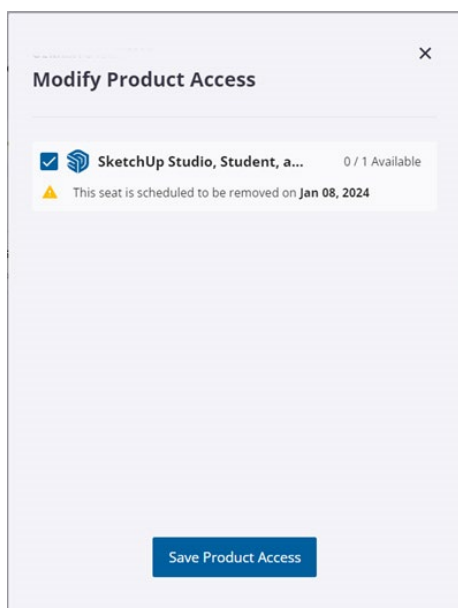 Modify Product Access
SketchUp Studio, Student, a... 0 / 1 Available
This seat is scheduled to be removed on Jan 08, 2024
Save Product Access